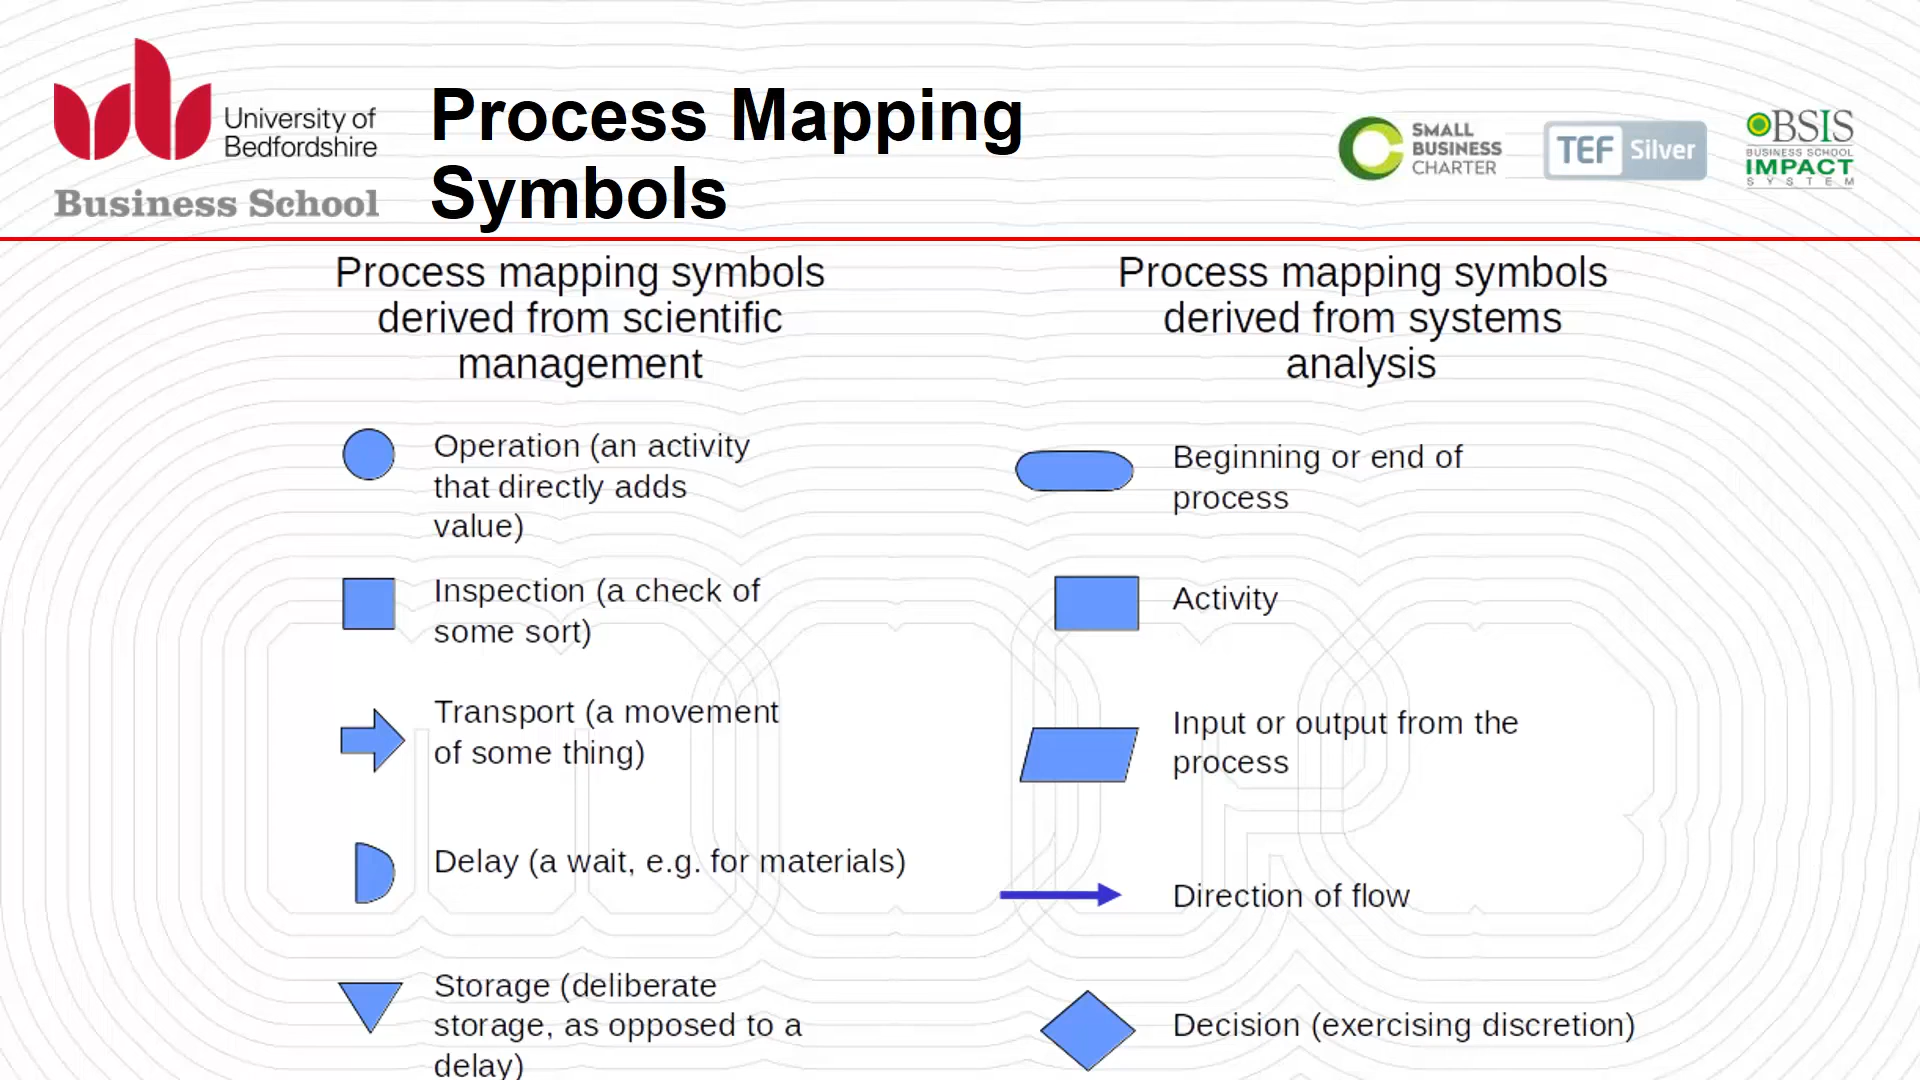 University of
Bedfordshire
Business School
Process Mapping
Symbols
SMALL
BUSINESS
CHARTER
TEF Silver
BSIS
BUSINESS SCHOOL
IMPACT
SYSTEM
Process mapping symbols
derived from scientific
management
Operation (an activity
that directly adds
value)
Inspection (a check of
some sort)
Transport (a movement
of some thing)
Delay (a wait, e.g. for materials)
Storage (deliberate
storage, as opposed to a
delay)
Process mapping symbols
derived from systems
analysis
Beginning or end of
process
Activity
Input or output from the
process
Direction of flow
Decision (exercising discretion)